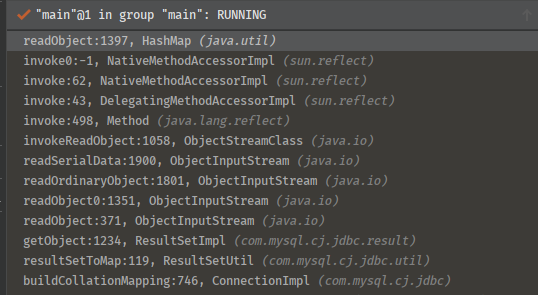 "main"@1 in group "main": RUNNING
readObject:1397, HashMap (java.util)
invoke0:-1, NativeMethodAccessorImpl (sun.reflect)
invoke:62, NativeMethodAccessorImpl (sun.reflect)
invoke:43, DelegatingMethodAccessorImpl (sun.reflect)
invoke:498, Method (java.lang.reflect)
invokeReadObject:1058, ObjectStreamClass (java.io)
readSerialData:1900, ObjectInputStream (java.io)
readOrdinaryObject:1801, ObjectInputStream (java.io)
readObject0:1351, ObjectInputStream (java.io)
readObject:371, ObjectInputStream (java.io)
getObject:1234, ResultSetImpl (com.mysql.cj.jdbc.result)
resultSetToMap:119, ResultSetUtil (com.mysql.cj.jdbc.util)
buildCollationMapping:746, ConnectionImpl (com.mysql.cj.jdbc)